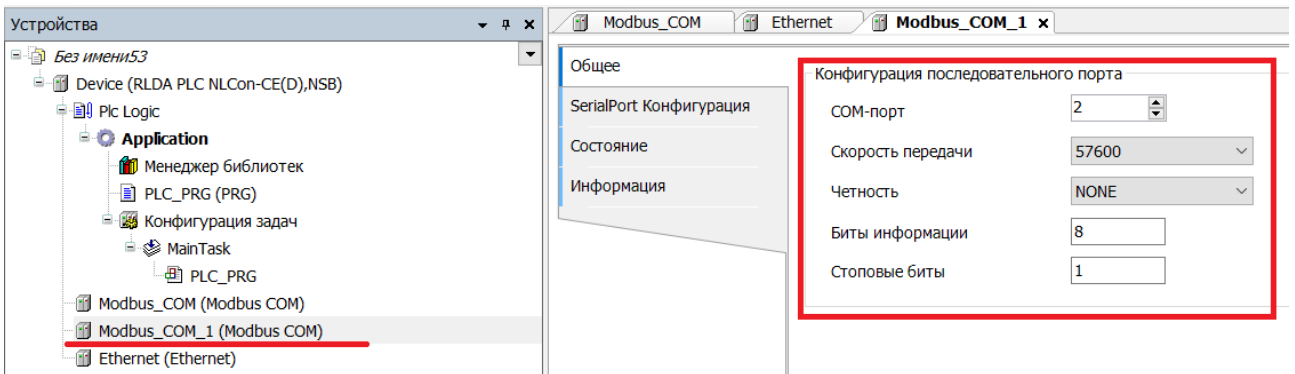 Устройства
Без имени53
Device (RLDA PLC NLCon-CE(D),NSB)
Plc Logic
Application
Менеджер библиотек
PLC_PRG (PRG)
Конфигурация задач
MainTask
PLC_PRG
Modbus_COM (Modbus COM)
Modbus_COM_1 (Modbus COM)
Ethernet (Ethernet)
Modbus_COM Ethernet Modbus_COM_1
Общее
SerialPort Конфигурация
Состояние
Информация
Конфигурация последовательного порта
COM-порт 2
Скорость передачи 57600
Четность NONE
Биты информации 8
Стоповые биты 1